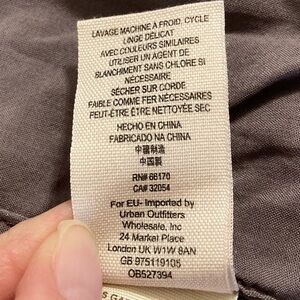 LAVAGE MACHINE A FROID, CYCLE
LINGE DÉLICAT
AVEC COULEURS SIMILAIRES
UTILISER UN AGENT DE
BLANCHIMENT SANS CHLORE SI
NÉCESSAIRE
SÉCHER SUR CORDE
FAIBLE COMME FER NÉCESSAIRES
PEUT-ÊTRE ÊTRE NETTOYAGE SEC
HECHO EN CHINA
FABRICADO NA CHINA
中國制造
中国製
RN# 66170
CA# 32054
For EU- Imported by
Urban Outfitters
Wholesale, Inc
24 Market Place
London UK W1W 8AN
GB 975119105
OB527394